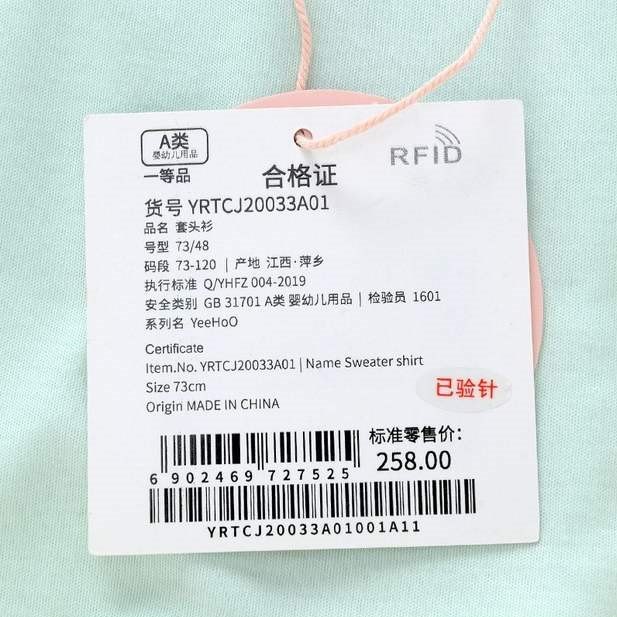 A类
婴幼儿用品
一等品
合格证
RFID
货号 YRTCJ20033A01
品名 套头衫
号型 73/48
码段 73-120 | 产地 江西·萍乡
执行标准 Q/YHFZ 004-2019
安全类别 GB 31701 A类 婴幼儿用品 | 检验员 1601
系列名 YeeHoO
Certificate
Item.No. YRTCJ20033A01 | Name Sweater shirt
Size 73cm
Origin MADE IN CHINA
已验针
标准零售价:
258.00
6 902469 727525
YRTCJ20033A01001A11